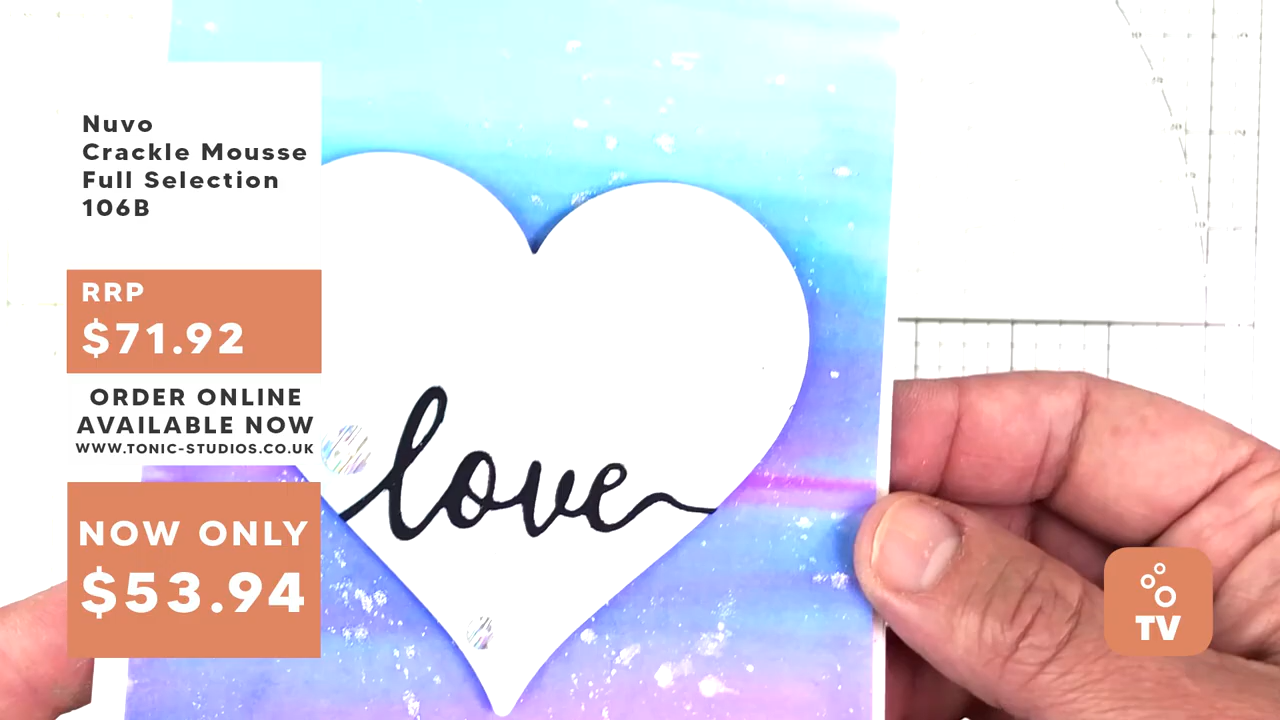 Nuvo
Crackle Mousse
Full Selection
106B
RRP
$71.92
ORDER ONLINE
AVAILABLE NOW
WWW.TONIC-STUDIOS.CO.UK
NOW ONLY
$53.94
love
TV